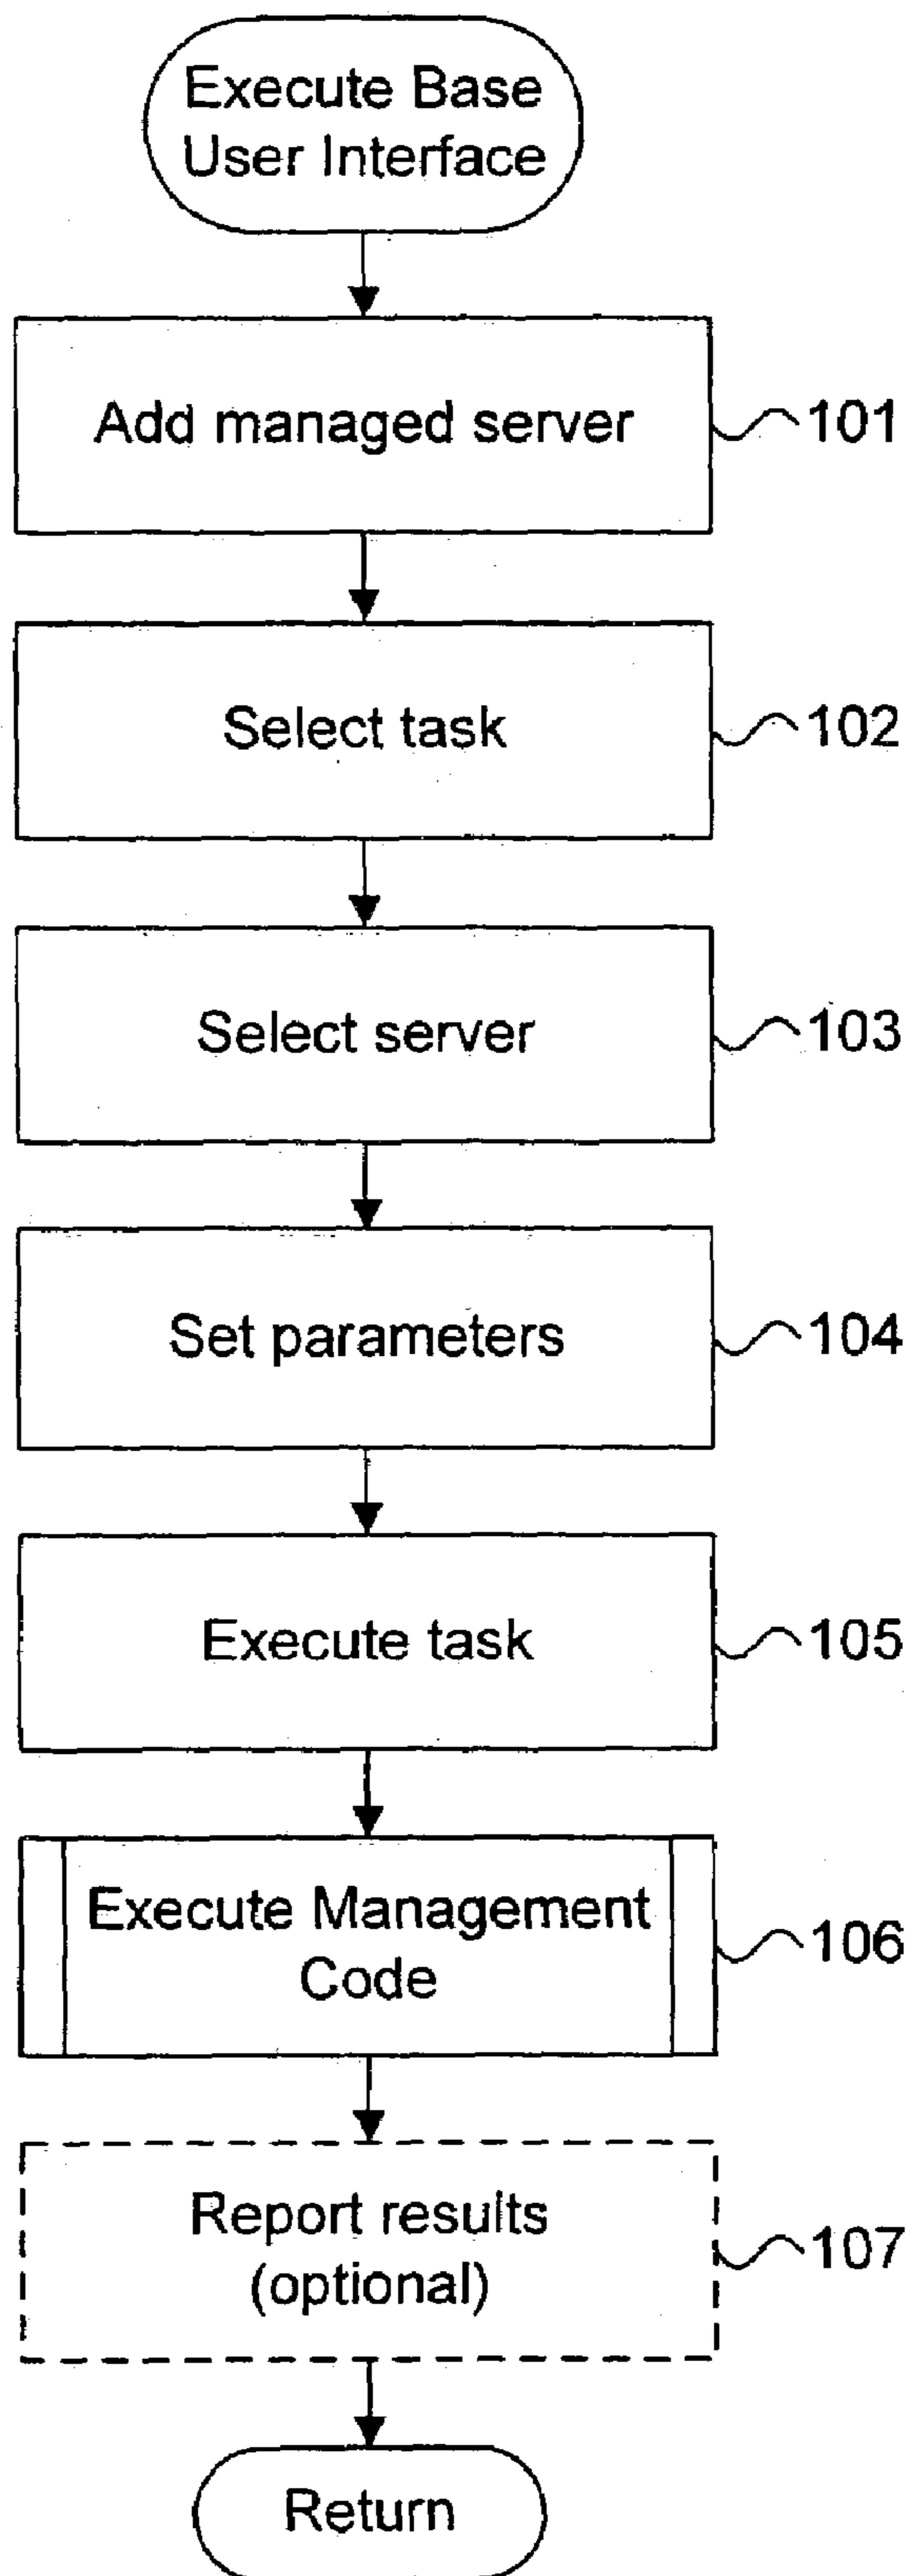 Execute Base
User Interface
Add managed server
101
Select task
102
Select server
103
Set parameters
104
Execute task
105
Execute Management
Code
106
Report results
(optional)
107
Return